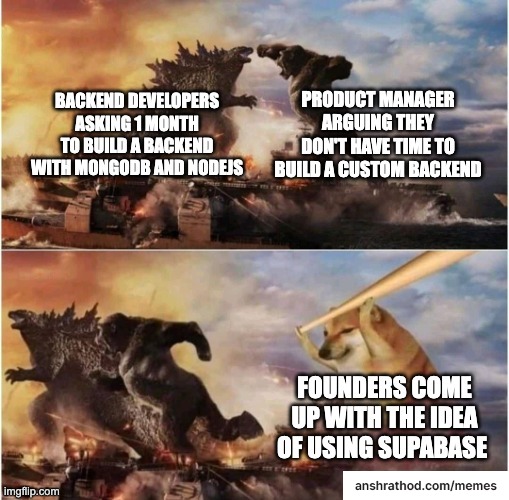 BACKEND DEVELOPERS
ASKING 1 MONTH
TO BUILD A BACKEND
WITH MONGODB AND NODEJS
PRODUCT MANAGER
ARGUING THEY
DON'T HAVE TIME TO
BUILD A CUSTOM BACKEND
FOUNDERS COME
UP WITH THE IDEA
OF USING SUPABASE
imgflip.com
anshrathod.com/memes